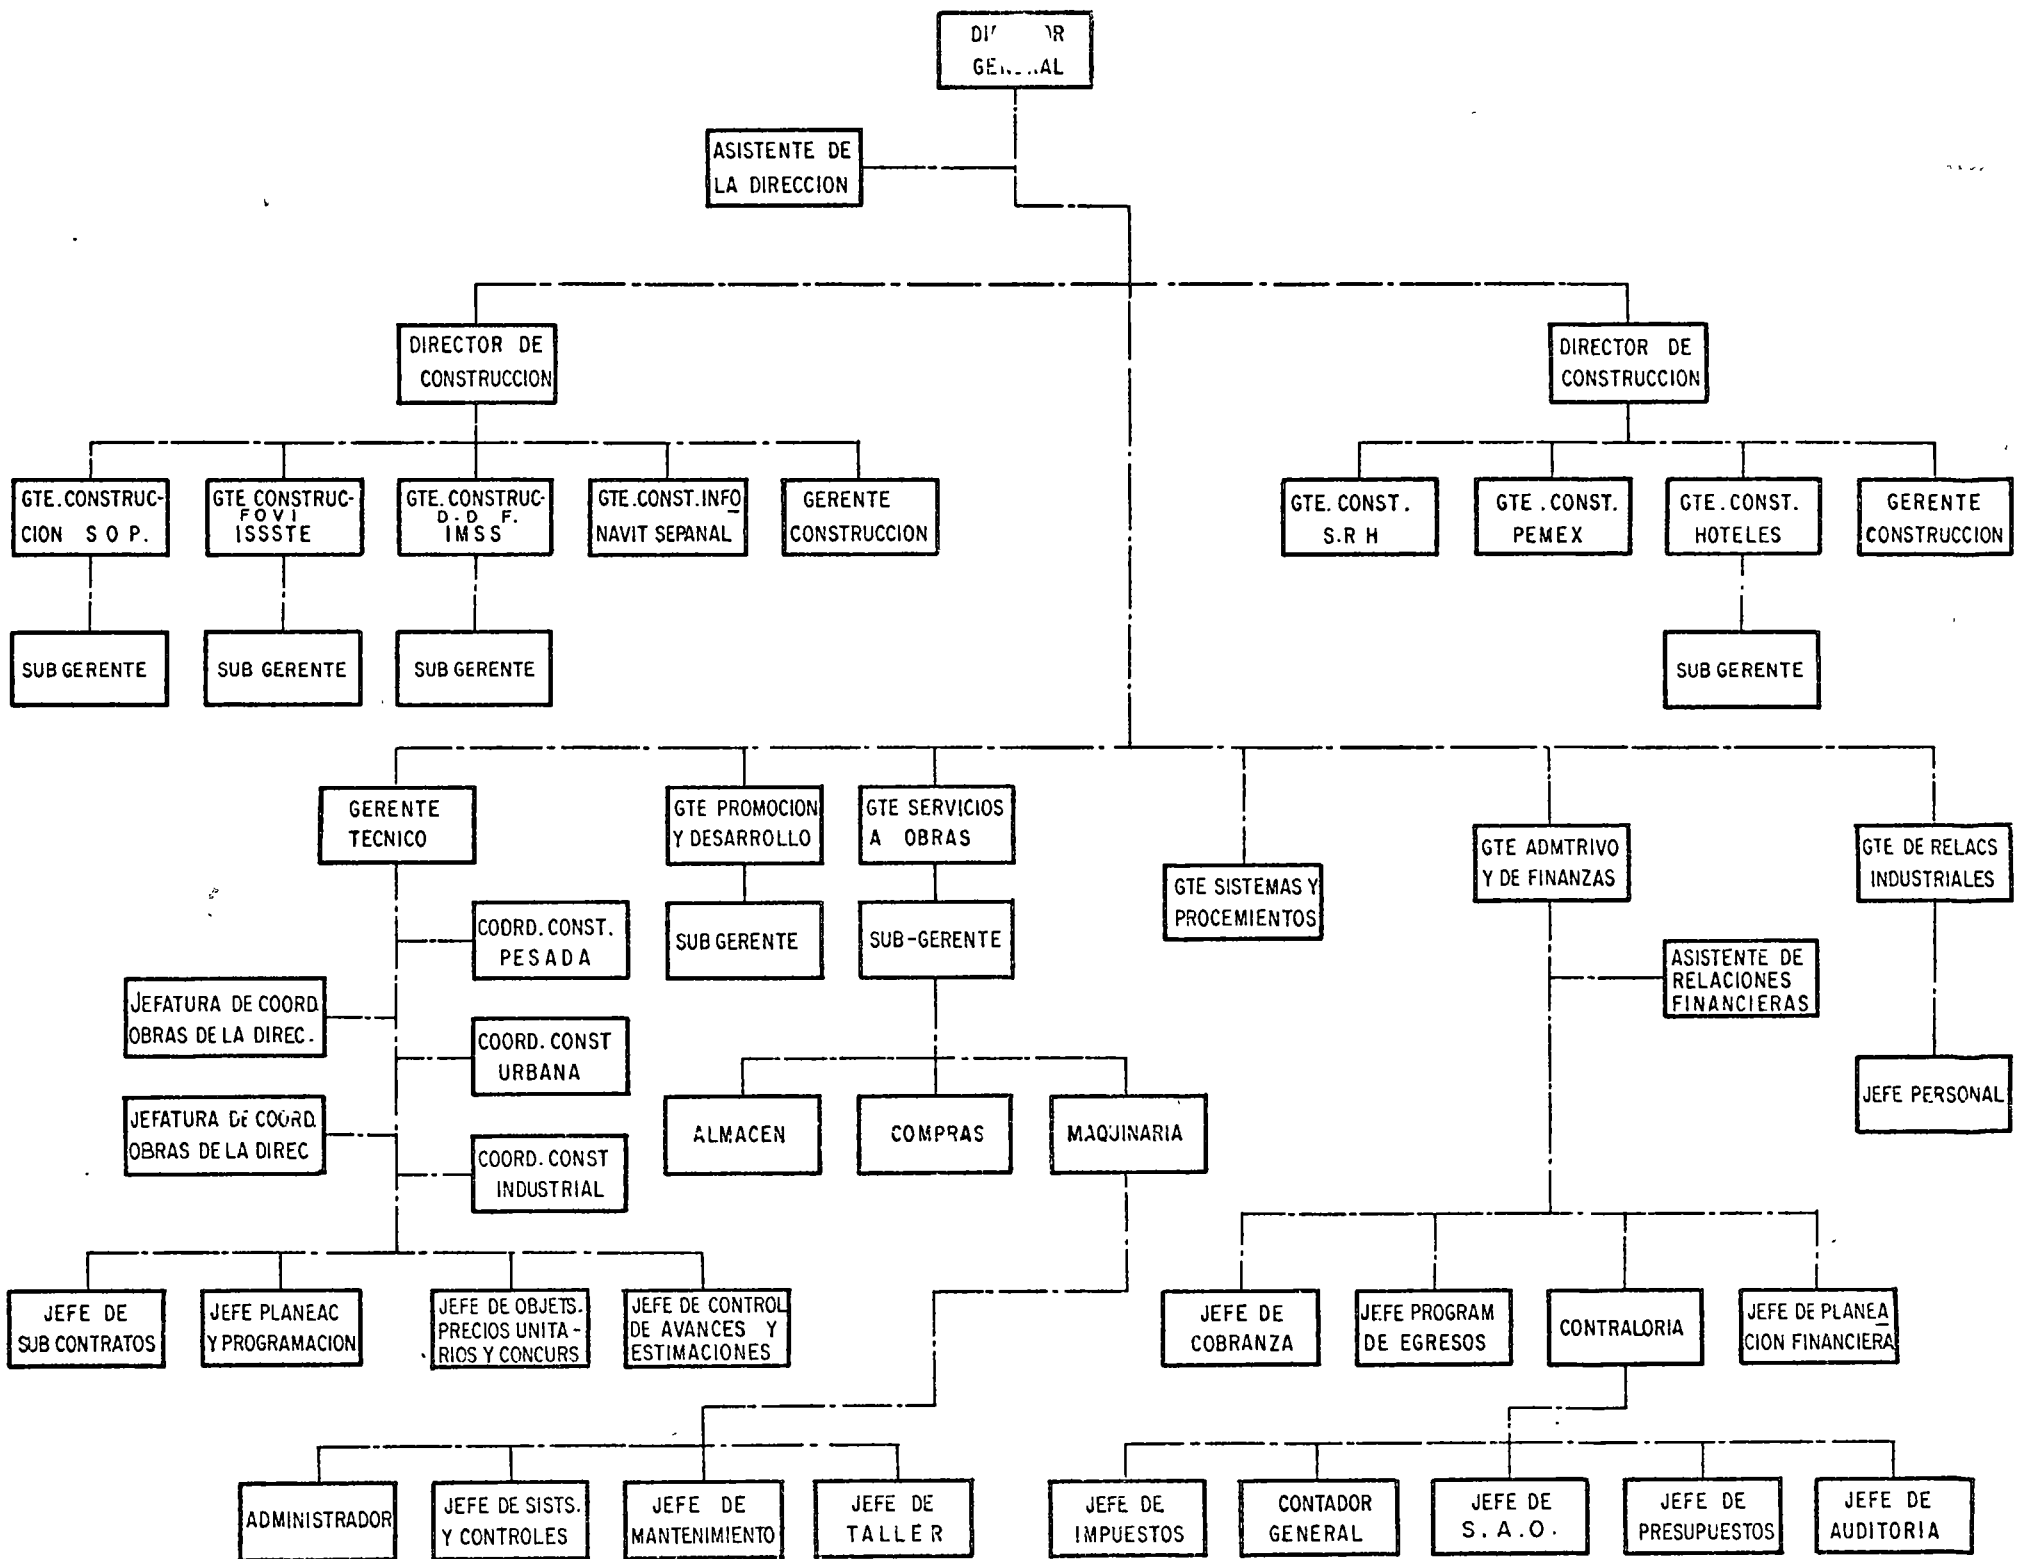 ASISTENTE DE
LA DIRECCION
DIRECTOR DE
CONSTRUCCION
DIRECTOR DE
CONSTRUCCION
GTE. CONSTRUC-
CION S O P.
GTE CONSTRUC-
FOVI
ISSSTE
GTE. CONSTRUC-
D. D F.
IMSS
GTE. CONST. INFO
NAVIT SEPANAL
GERENTE
CONSTRUCCION
GTE. CONST.
S.R H
GTE . CONST.
PEMEX
GTE. CONST.
HOTELES
GERENTE
CONSTRUCCION
SUB GERENTE
SUB GERENTE
SUB GERENTE
SUB GERENTE
GERENTE
TECNICO
GTE PROMOCION
Y DESARROLLO
GTE SERVICIOS
A OBRAS
GTE SISTEMAS Y
PROCEMIENTOS
GTE ADMTRIVO
Y DE FINANZAS
GTE DE RELACS
INDUSTRIALES
COORD. CONST.
PESADA
SUB GERENTE
SUB-GERENTE
ASISTENTE DE
RELACIONES
FINANCIERAS
JEFATURA DE COORD.
OBRAS DE LA DIREC.
COORD. CONST
URBANA
JEFATURA DE COORD.
OBRAS DE LA DIREC
COORD. CONST
INDUSTRIAL
ALMACEN
COMPRAS
MAQUINARIA
JEFE PERSONAL
JEFE DE
SUB CONTRATOS
JEFE PLANEAC
Y PROGRAMACION
JEFE DE OBJETS.
PRECIOS UNITA-
RIOS Y CONCURS
JEFE DE CONTROL
DE AVANCES Y
ESTIMACIONES
JEFE DE
COBRANZA
JEFE PROGRAM
DE EGRESOS
CONTRALORIA
JEFE DE PLANEA
CION FINANCIERA
ADMINISTRADOR
JEFE DE SISTS.
Y CONTROLES
JEFE DE
MANTENIMIENTO
JEFE DE
TALLER
JEFE DE
IMPUESTOS
CONTADOR
GENERAL
JEFE DE
S. A. O.
JEFE DE
PRESUPUESTOS
JEFE DE
AUDITORIA